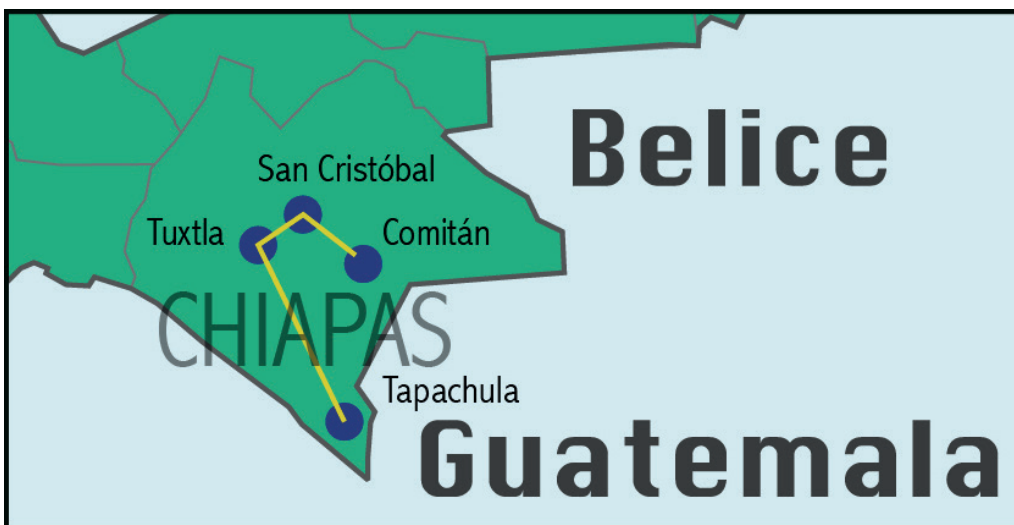 Belice
San Cristóbal
Tuxtla
Comitán
CHIAPAS
Tapachula
Guatemala